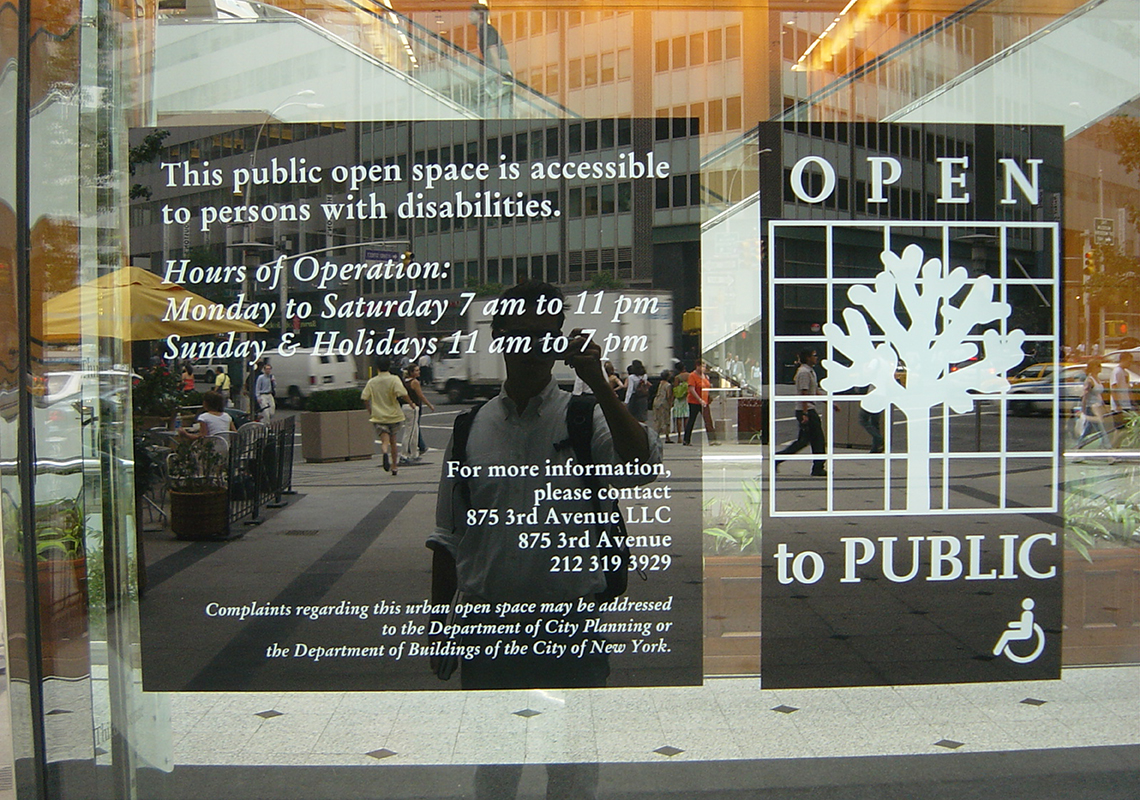 This public open space is accessible
to persons with disabilities.
Hours of Operation:
Monday to Saturday 7 am to 11 pm
Sunday & Holidays 11 am to 7 pm
For more information,
please contact
875 3rd Avenue LLC
875 3rd Avenue
212 319 3929
Complaints regarding this urban open space may be addressed
to the Department of City Planning or
the Department of Buildings of the City of New York.
OPEN
to PUBLIC